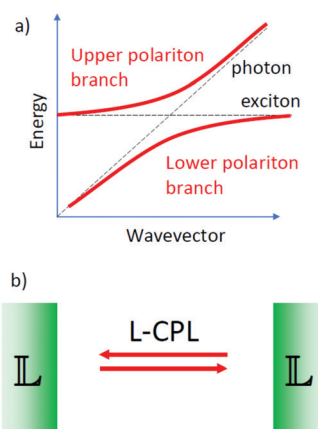 a)
Upper polariton
branch
photon
exciton
Energy
Lower polariton
branch
Wavevector
b)
L-CPL
𝕃
𝕃